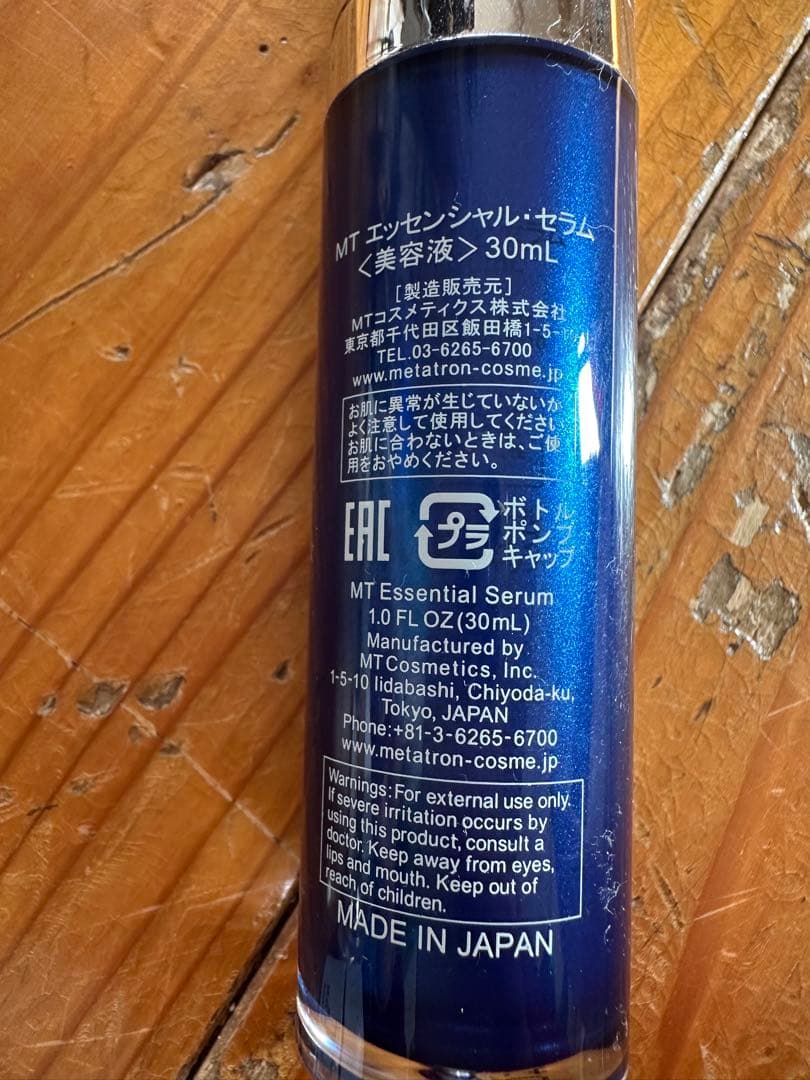 MT エッセンシャル・セラム
〈美容液〉30mL
［製造販売元］
MTコスメティクス株式会社
東京都千代田区飯田橋1-5-
TEL.03-6265-6700
www.metatron-cosme.jp
お肌に異常が生じていないか
よく注意して使用してください
お肌に合わないときは、ご使
用をおやめください。
EAC
プラ
ボトル
ポンプ
キャップ
MT Essential Serum
1.0 FL OZ(30mL)
Manufactured by
MTCosmetics, Inc.
1-5-10 Iidabashi, Chiyoda-ku,
Tokyo, JAPAN
Phone:+81-3-6265-6700
www.metatron-cosme.jp
Warnings: For external use only.
If severe irritation occurs by
using this product, consult a
doctor. Keep away from eyes,
lips and mouth. Keep out of
reach of children.
MADE IN JAPAN